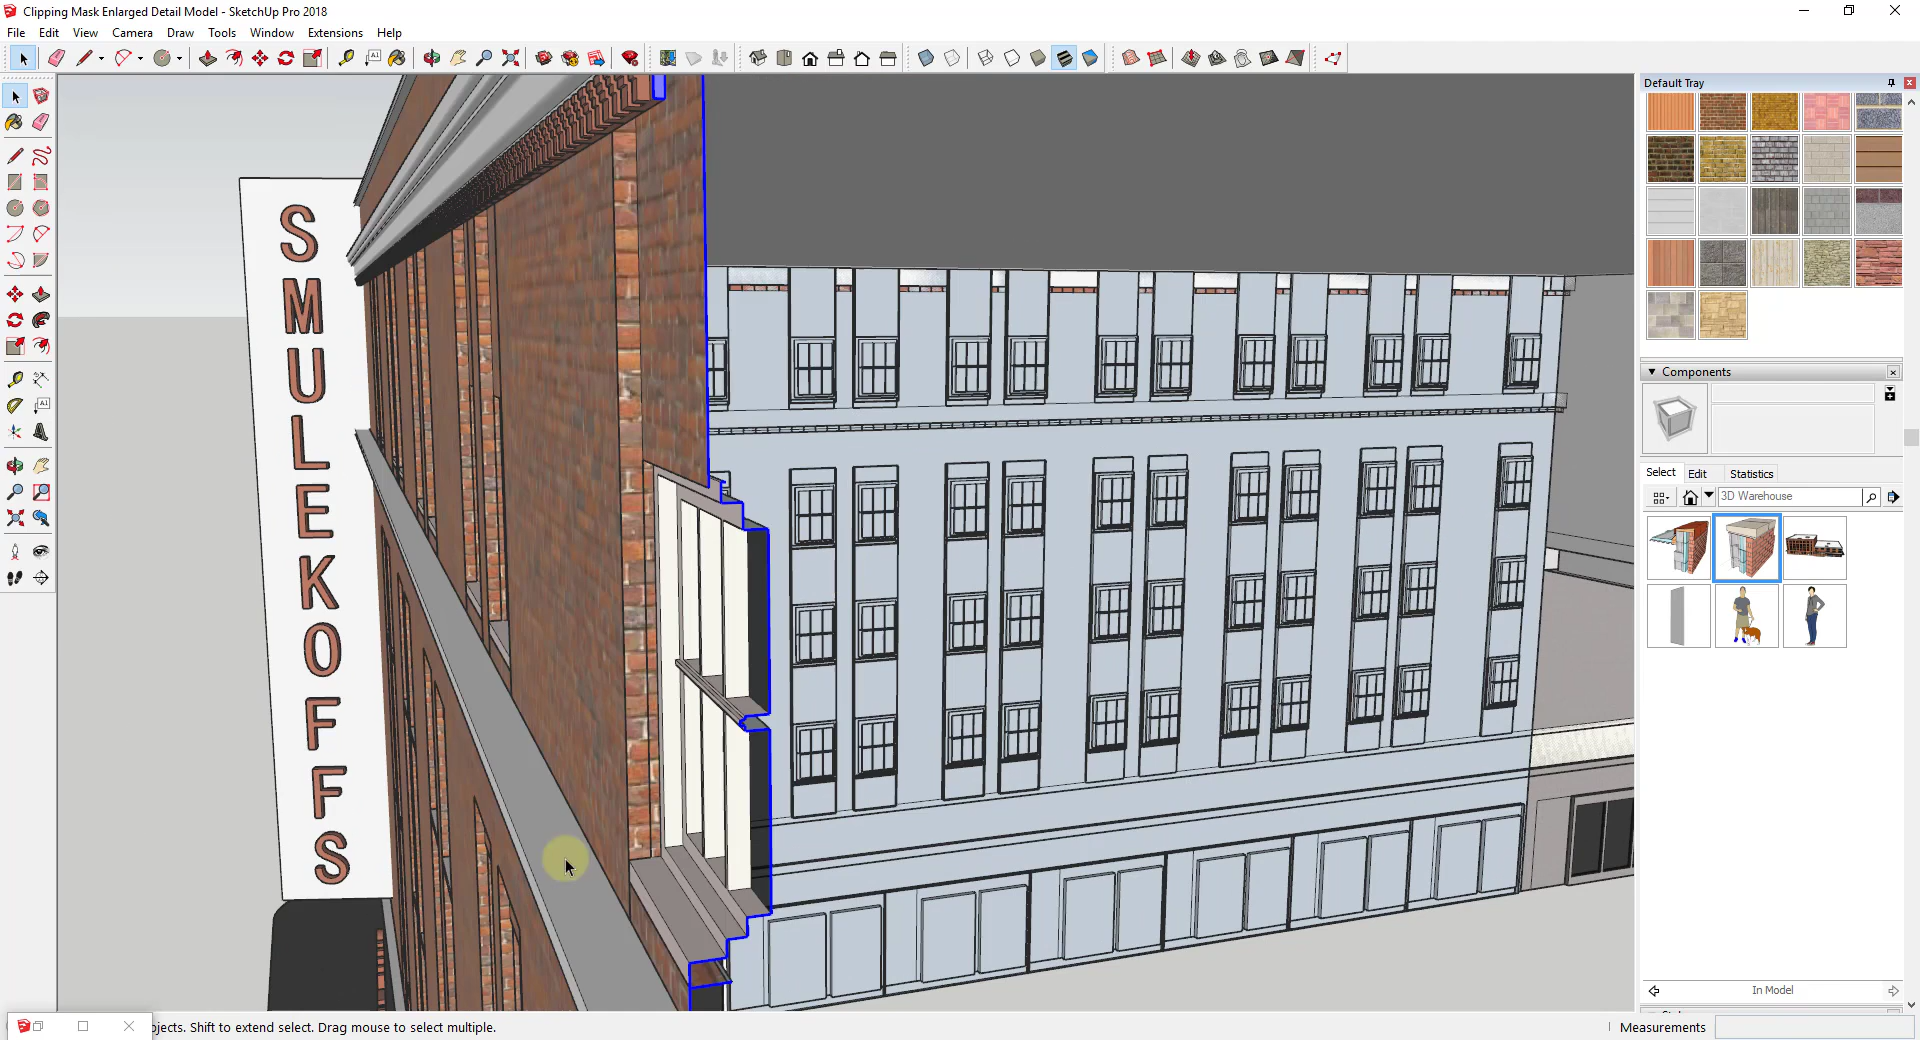 Clipping Mask Enlarged Detail Model - SketchUp Pro 2018
File Edit View Camera Draw Tools Window Extensions Help
Default Tray
SMULEKOFFS
Components
Select Edit Statistics
3D Warehouse
In Model
bjects. Shift to extend select. Drag mouse to select multiple.
Measurements